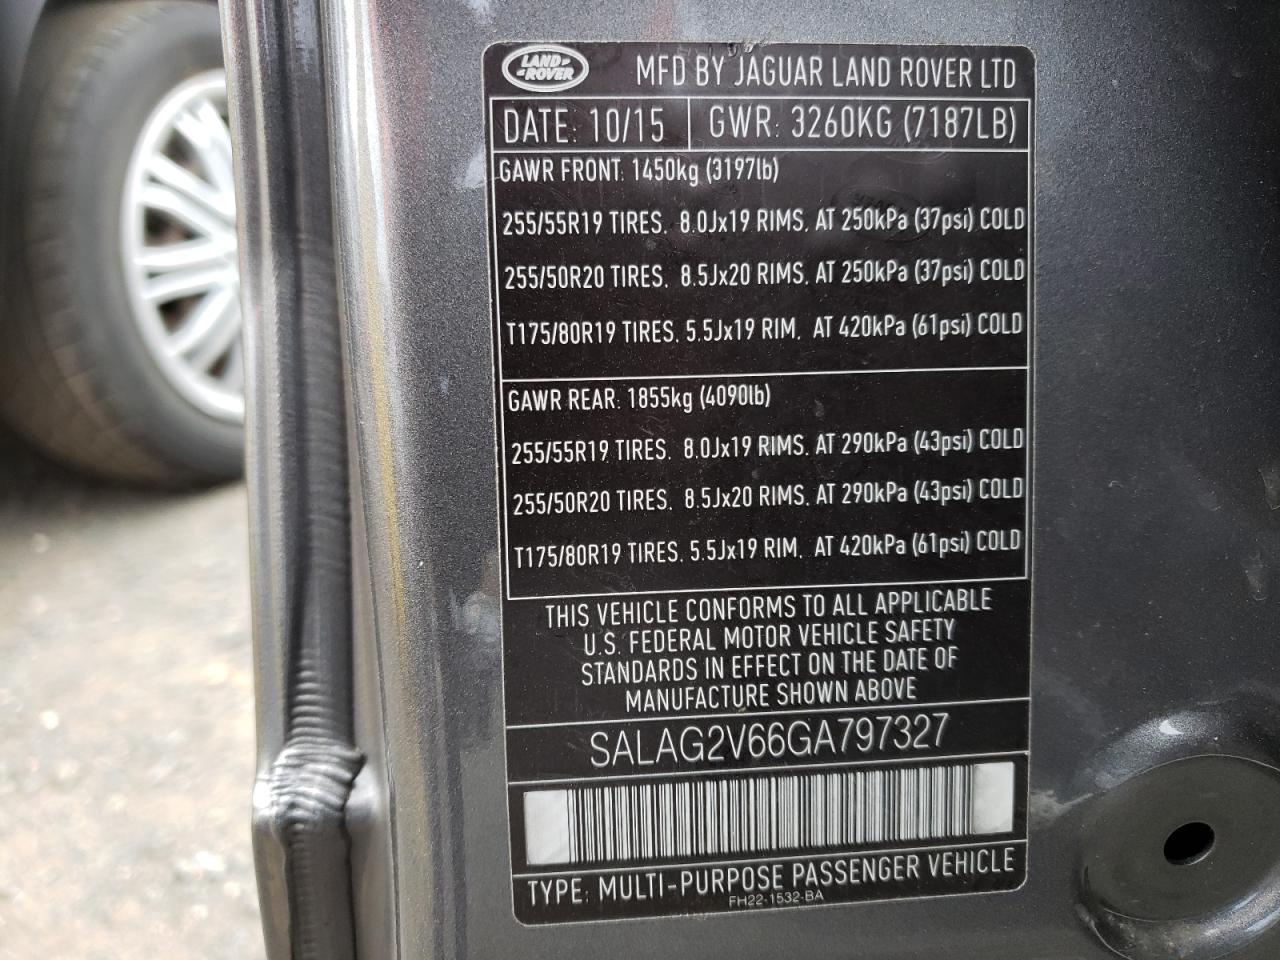 LAND ROVER
MFD BY JAGUAR LAND ROVER LTD
DATE: 10/15 GWR: 3260KG (7187LB)
GAWR FRONT: 1450kg (3197lb)
255/55R19 TIRES, 8.0Jx19 RIMS, AT 250kPa (37psi) COLD
255/50R20 TIRES, 8.5Jx20 RIMS, AT 250kPa (37psi) COLD
T175/80R19 TIRES, 5.5Jx19 RIM, AT 420kPa (61psi) COLD
GAWR REAR: 1855kg (4090lb)
255/55R19 TIRES, 8.0Jx19 RIMS, AT 290kPa (43psi) COLD
255/50R20 TIRES, 8.5Jx20 RIMS, AT 290kPa (43psi) COLD
T175/80R19 TIRES, 5.5Jx19 RIM, AT 420kPa (61psi) COLD
THIS VEHICLE CONFORMS TO ALL APPLICABLE
U.S. FEDERAL MOTOR VEHICLE SAFETY
STANDARDS IN EFFECT ON THE DATE OF
MANUFACTURE SHOWN ABOVE
SALAG2V66GA797327
TYPE: MULTI-PURPOSE PASSENGER VEHICLE
FH22-1532-BA